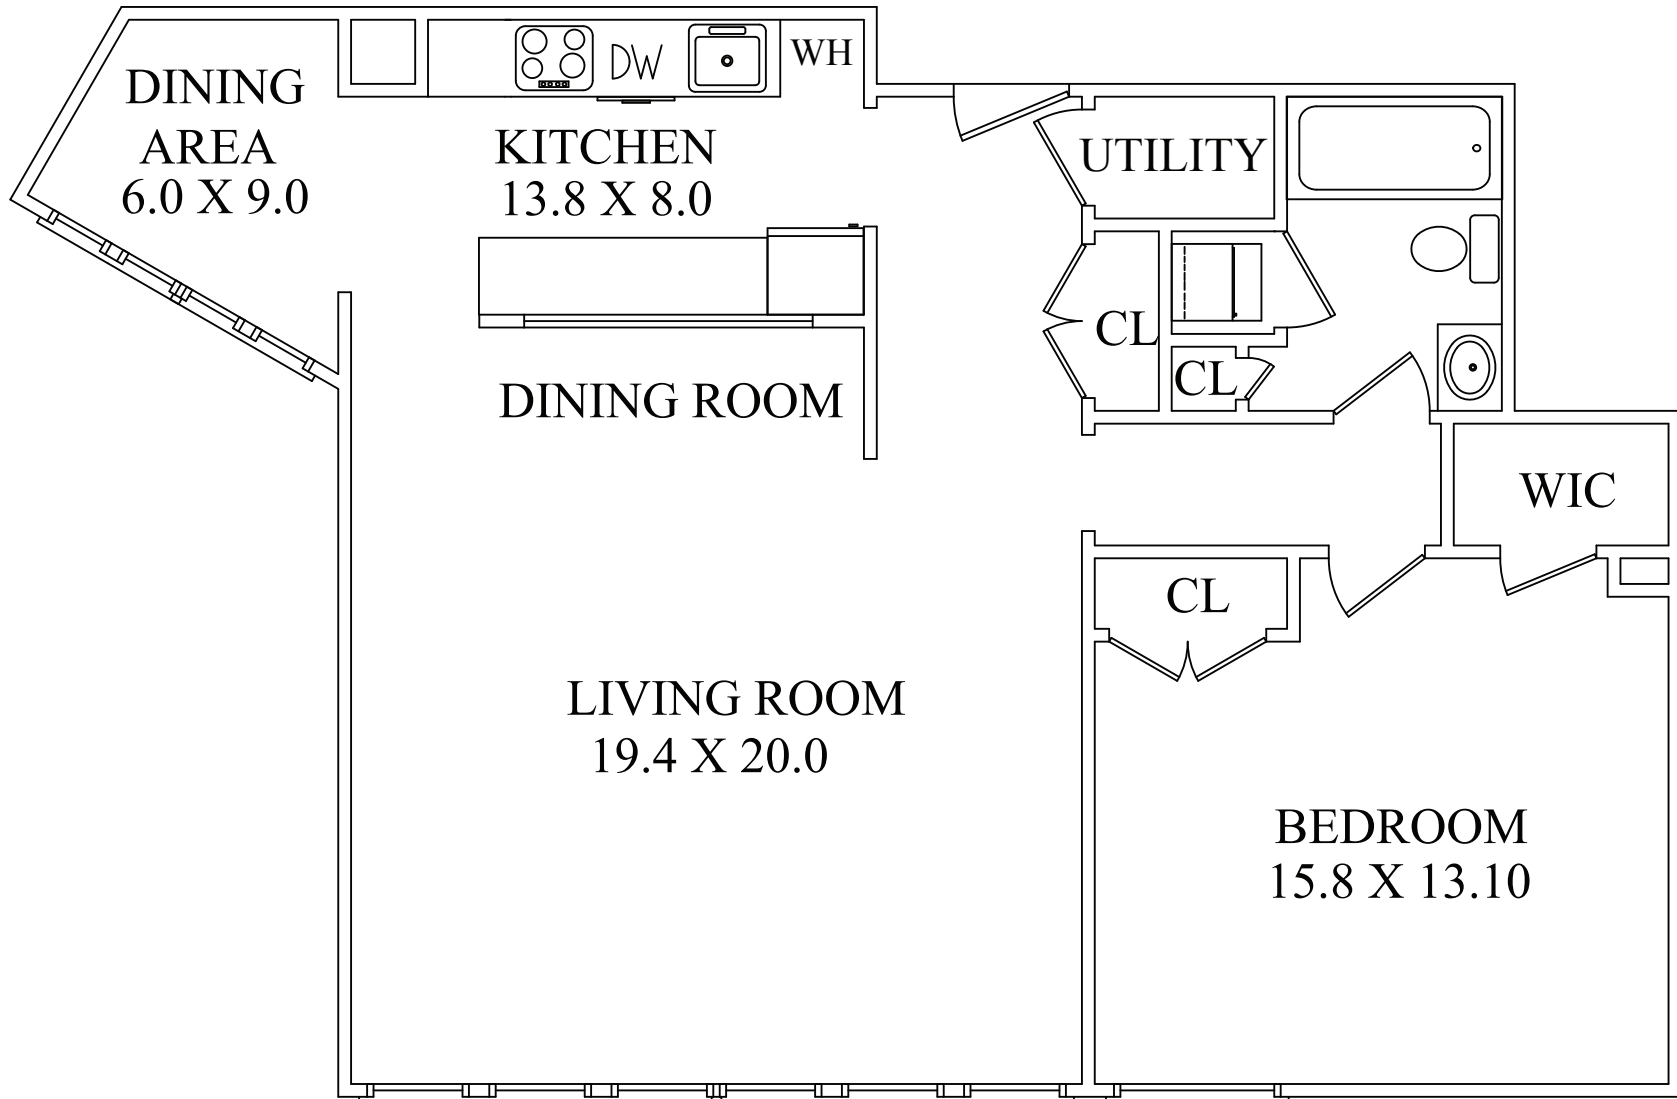 DINING
AREA
6.0 X 9.0
DW
WH
KITCHEN
13.8 X 8.0
UTILITY
CL
CL
DINING ROOM
WIC
CL
LIVING ROOM
19.4 X 20.0
BEDROOM
15.8 X 13.10